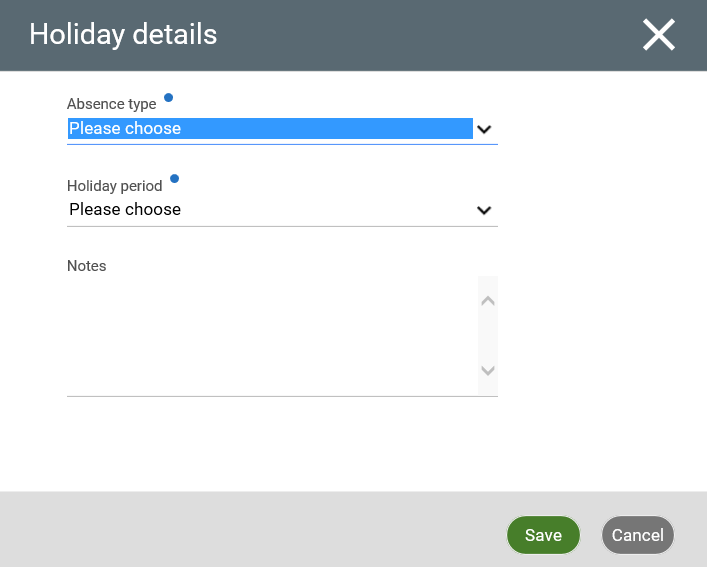 Holiday details
Absence type
Please choose
Holiday period
Please choose
Notes
Save Cancel